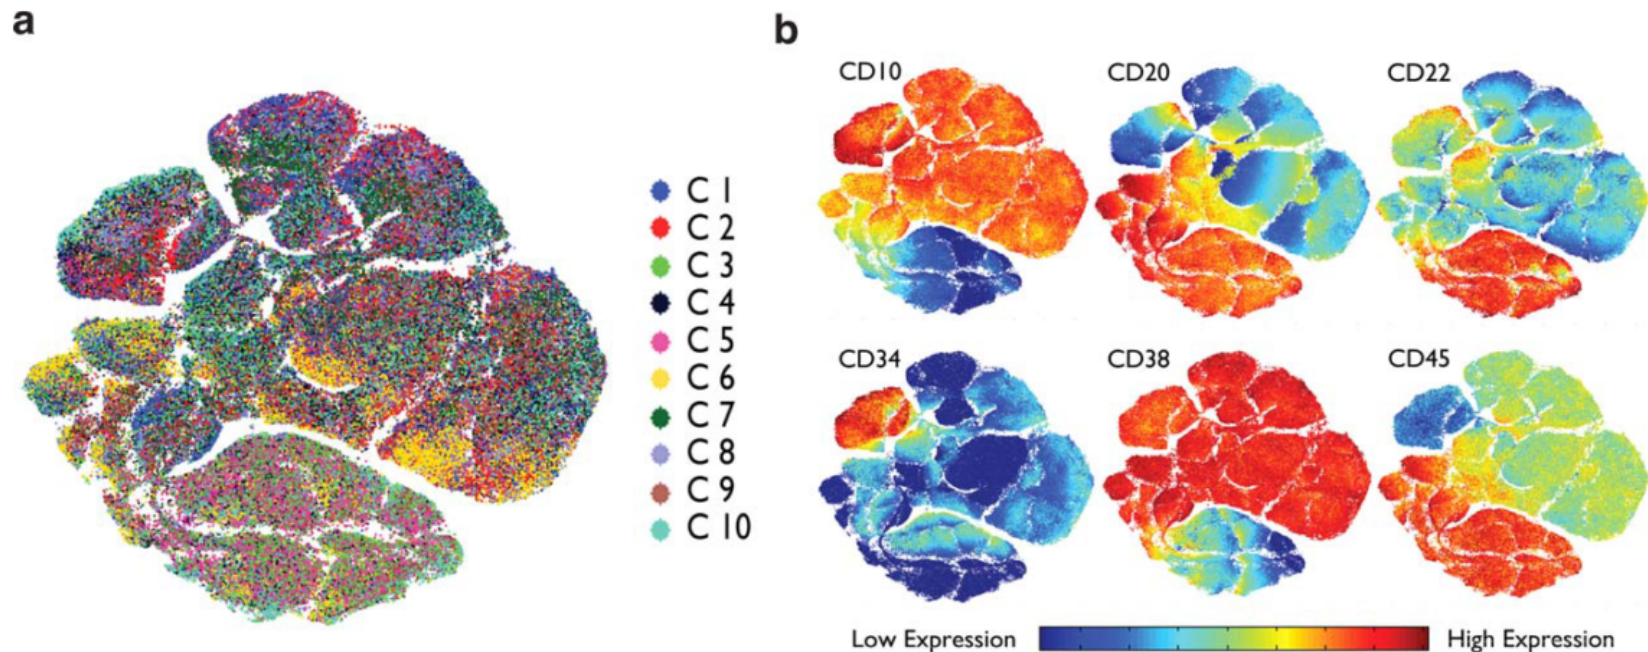 a
b
C 1
C 2
C 3
C 4
C 5
C 6
C 7
C 8
C 9
C 10
CD10
CD20
CD22
CD34
CD38
CD45
Low Expression
High Expression